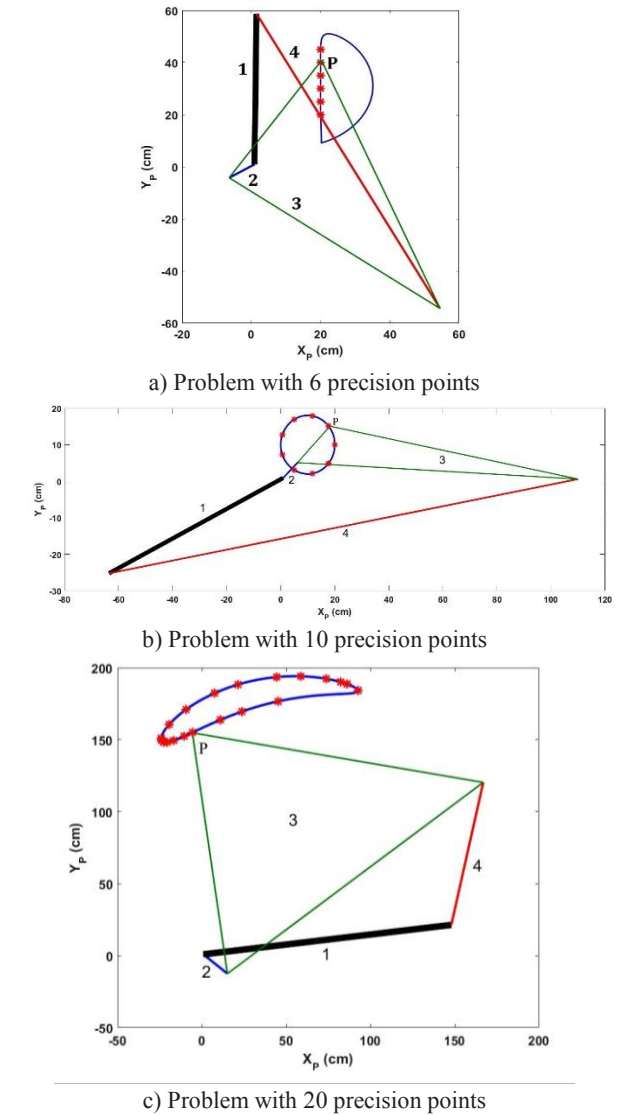 60
40
20
0
-20
-40
-60
-20 0 20 40 60
Y_P (cm)
X_P (cm)
1
2
3
4
P
a) Problem with 6 precision points
20
10
0
-10
-20
-30
-80 -60 -40 -20 0 20 40 60 80 100 120
Y_P (cm)
X_P (cm)
1
2
3
4
P
b) Problem with 10 precision points
200
150
100
50
0
-50
-50 0 50 100 150 200
Y_P (cm)
X_P (cm)
P
3
4
1
2
c) Problem with 20 precision points